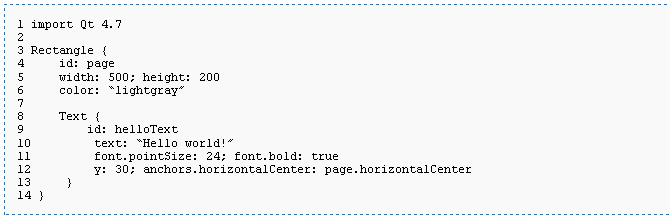 1 import Qt 4.7
2
3 Rectangle {
4     id: page
5     width: 500; height: 200
6     color: “lightgray”
7
8     Text {
9         id: helloText
10         text: “Hello world!”
11         font.pointSize: 24; font.bold: true
12         y: 30; anchors.horizontalCenter: page.horizontalCenter
13     }
14 }